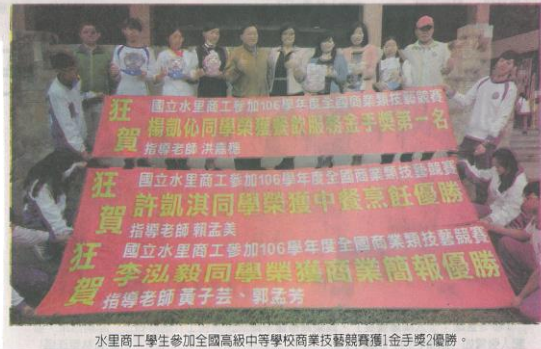 狂賀
國立水里商工參加106學年度全國商業類技藝競賽
楊凱伈同學榮獲餐飲服務金手獎第一名
指導老師 洪嘉穗
狂賀
國立水里商工參加106學年度全國商業類技藝競賽
許凱淇同學榮獲中餐烹飪優勝
指導老師 賴孟美
狂賀
國立水里商工參加106學年度全國商業類技藝競賽
李泓毅同學榮獲商業簡報優勝
指導老師 黃子芸、郭孟芳
水里商工學生參加全國高級中等學校商業技藝競賽獲1金手獎2優勝。